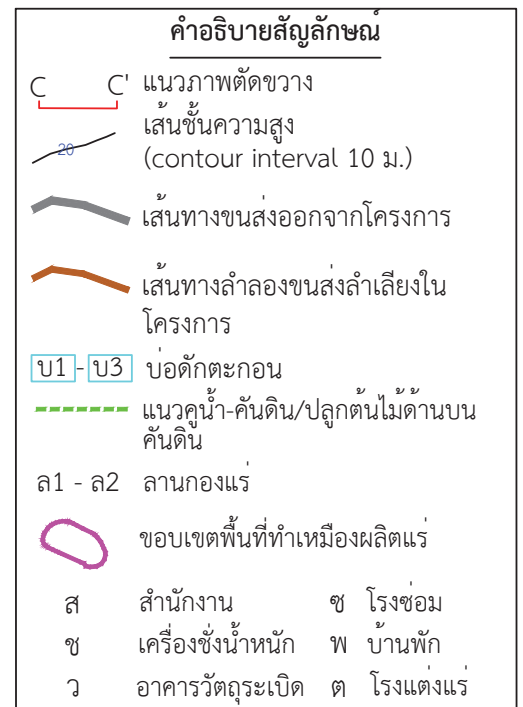 คำอธิบายสัญลักษณ์
C C' แนวภาพตัดขวาง
เส้นชั้นความสูง
20 (contour interval 10 ม.)
เส้นทางขนส่งออกจากโครงการ
เส้นทางลำลองขนส่งลำเลียงใน
โครงการ
บ1 - บ3 บ่อดักตะกอน
แนวคูน้ำ-คันดิน/ปลูกต้นไม้ด้านบน
คันดิน
ล1 - ล2 ลานกองแร่
ขอบเขตพื้นที่ทำเหมืองผลิตแร่
ส สำนักงาน ซ โรงซ่อม
ช เครื่องชั่งน้ำหนัก พ บ้านพัก
ว อาคารวัตถุระเบิด ต โรงแต่งแร่